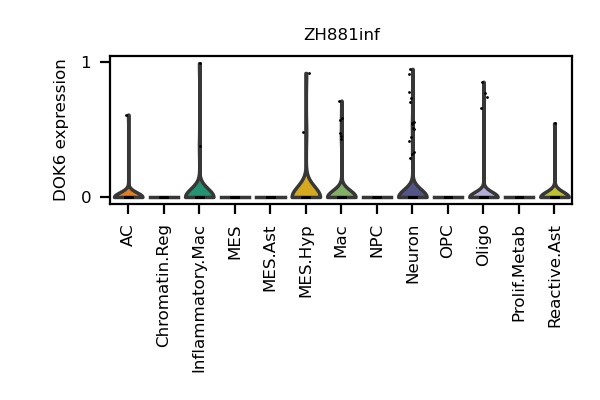 ZH881inf
DOK6 expression
1
0
AC
Chromatin.Reg
Inflammatory.Mac
MES
MES.Ast
MES.Hyp
Mac
NPC
Neuron
OPC
Oligo
Prolif.Metab
Reactive.Ast